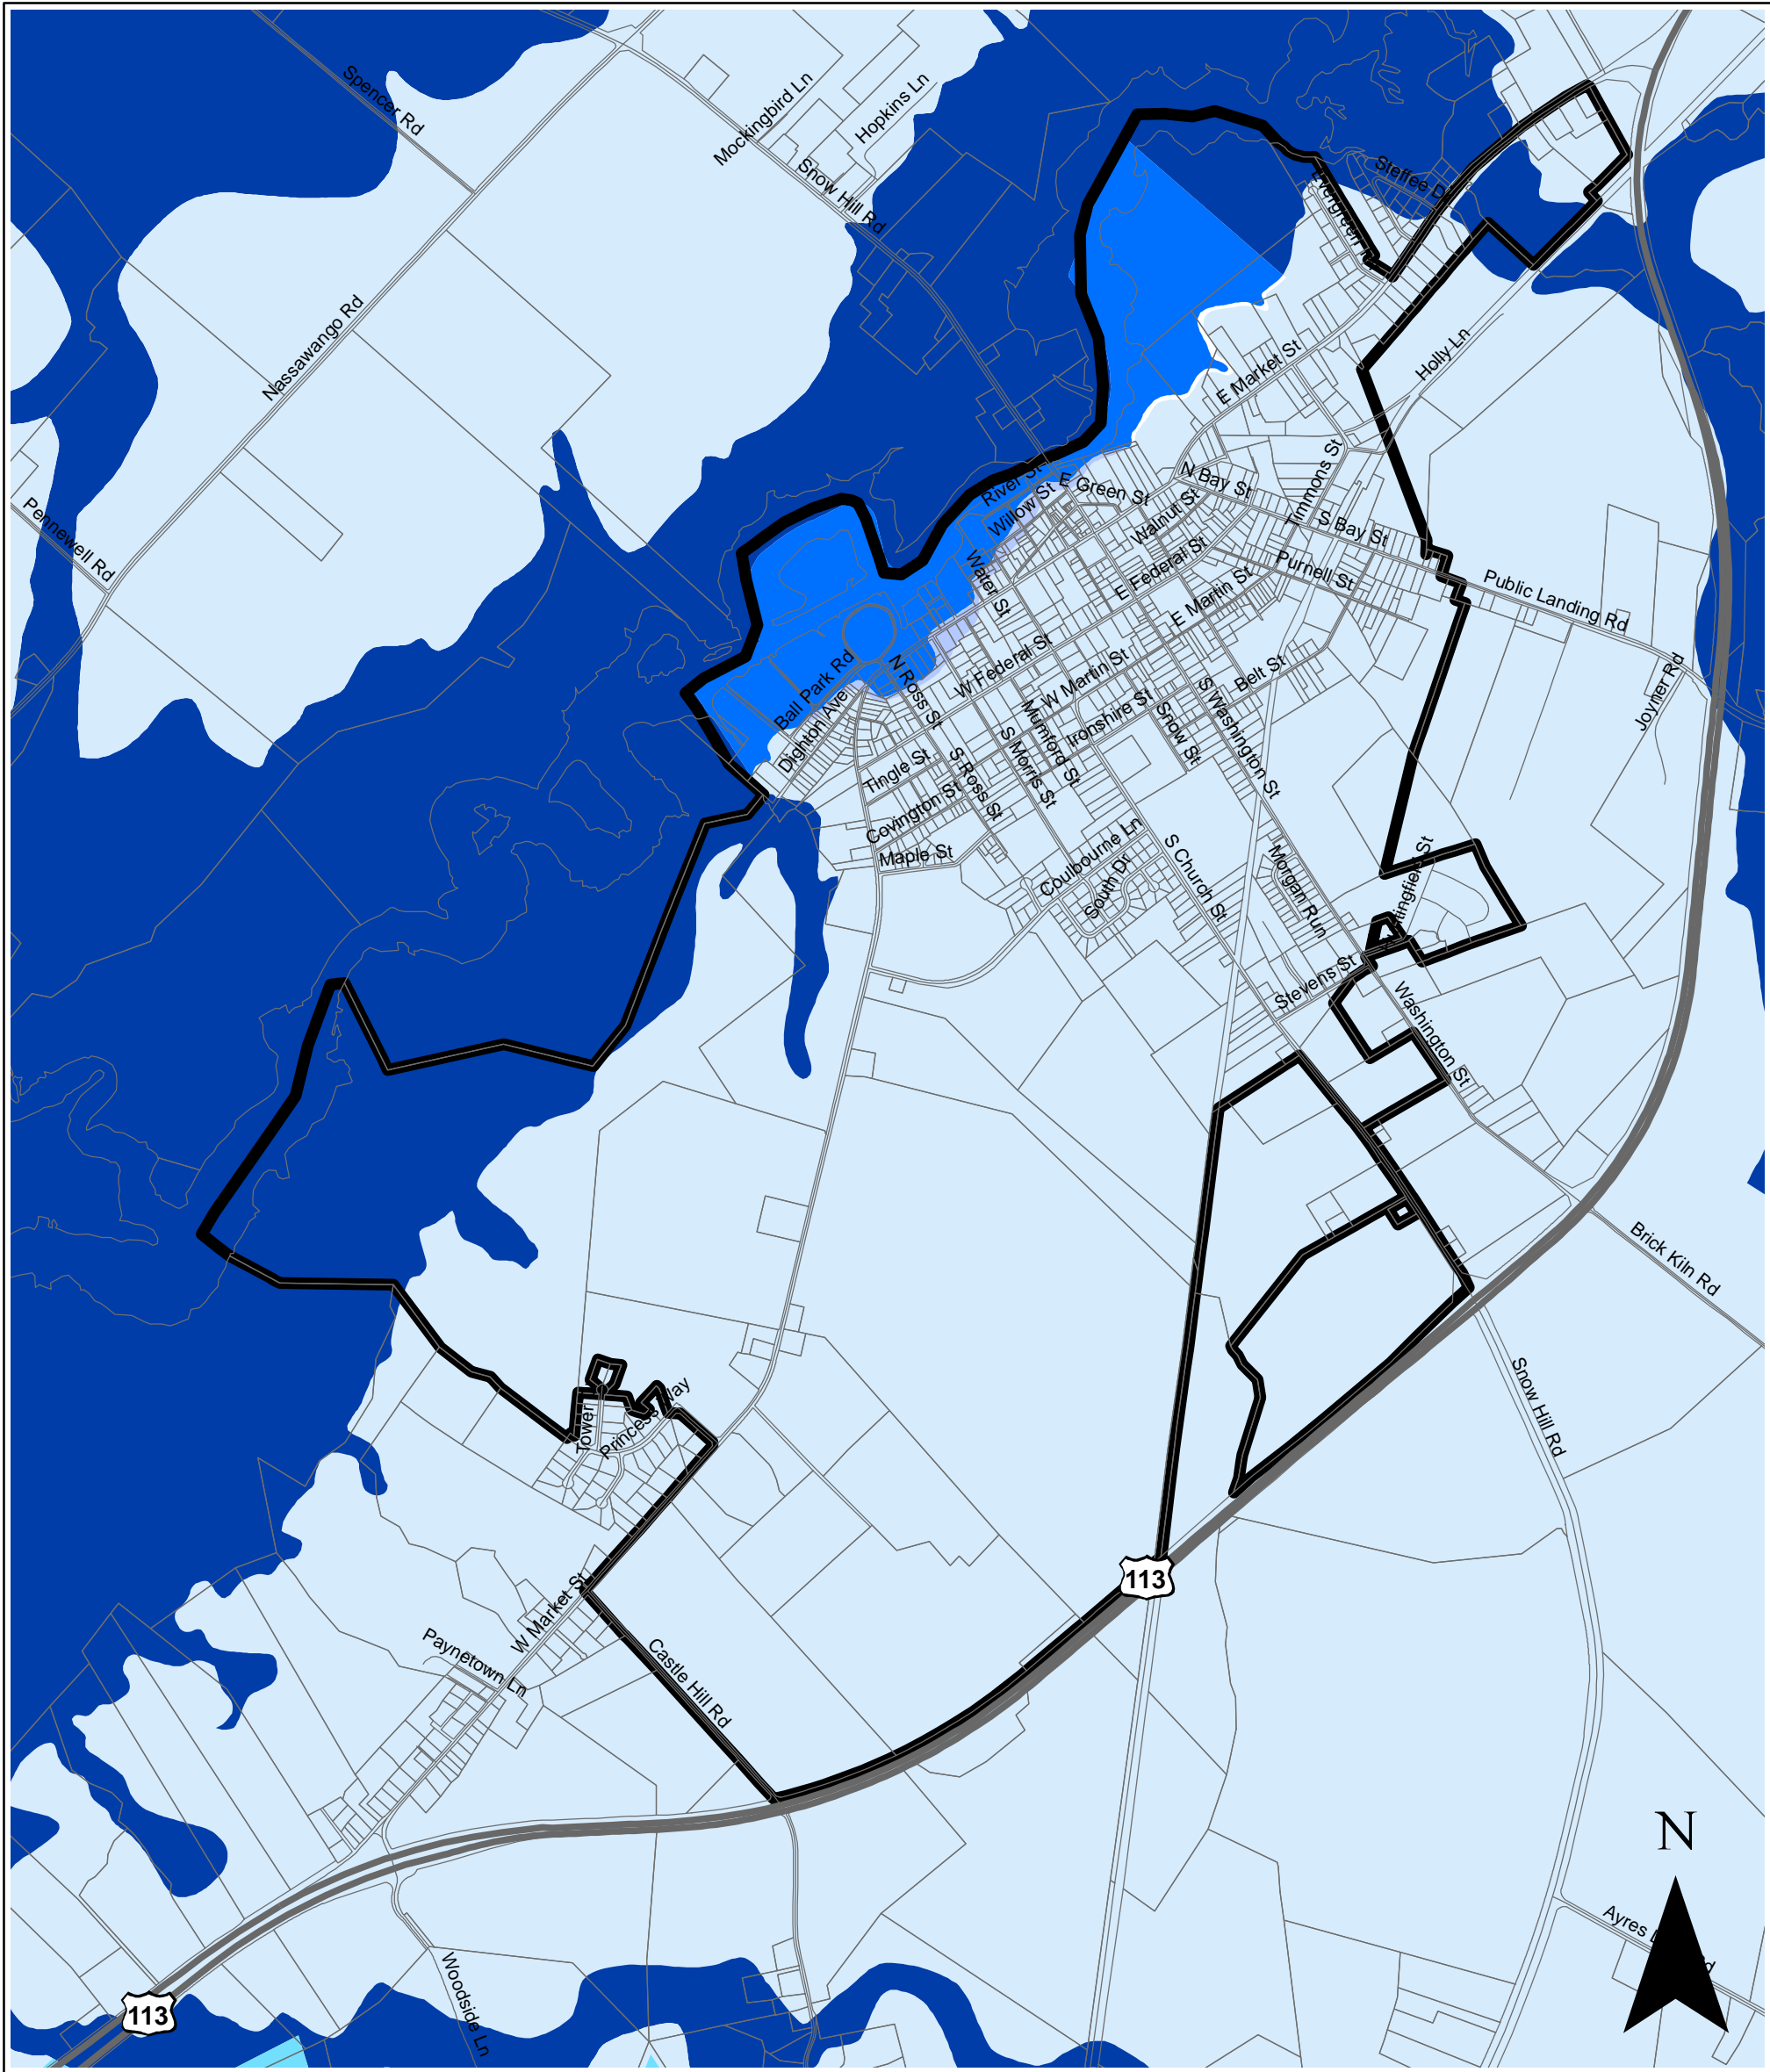 Spencer Rd
Mockingbird Ln
Hopkins Ln
Snow Hill Rd
Steffee D
Evergreen
Nassawango Rd
Holly Ln
E Market St
Pennewell Rd
River St
Willow St
E Green St
N Bay St
Walnut St
Timmons St
S Bay St
Water St
E Federal St
Purnell St
E Martin St
Public Landing Rd
Ball Park Rd
N Ross St
W Federal St
W Martin St
S Washington St
Belt St
Joyner Rd
Dighton Ave
Mumford St
Ironshire St
Snow St
Tingle St
S Ross St
S Morris St
Covington St
Maple St
Coulbourne Ln
South Dr
S Church St
Morgan Run
Stevens St
Washington St
Brick Kiln Rd
Tower
Princess Way
Snow Hill Rd
113
W Market St
Paynetown Ln
Castle Hill Rd
N
Ayres
113
Woodside Ln